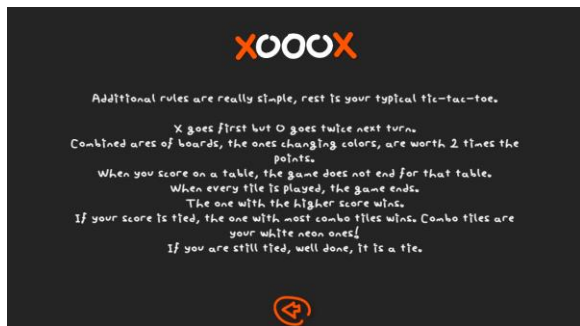 XOOOX
Additional rules are really simple, rest is your typical tic-tac-toe.
X goes first but O goes twice next turn.
Combined ares of boards, the ones changing colors, are worth 2 times the
points.
When you score on a table, the game does not end for that table.
When every tile is played, the game ends.
The one with the higher score wins.
If your score is tied, the one with most combo tiles wins. Combo tiles are
your white neon ones!
If you are still tied, well done, it is a tie.